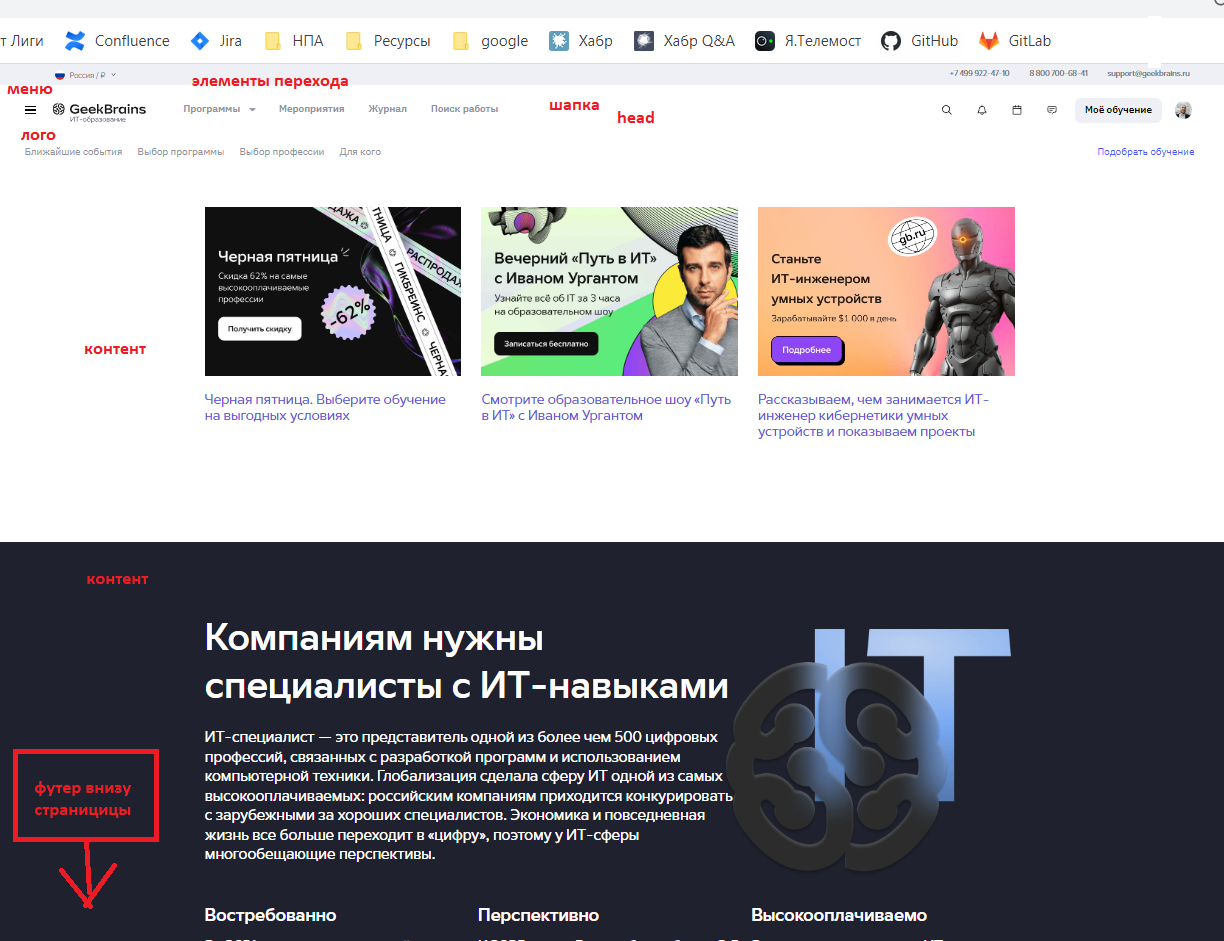 т Лиги Confluence Jira НПА Ресурсы google Хабр Хабр Q&A Я.Телемост GitHub GitLab
Россия / ₽ +7 499 922-47-10 8 800 700-68-41 support@geekbrains.ru
элементы перехода
меню
GeekBrains Программы Мероприятия Журнал Поиск работы шапка Моё обучение
ИТ-образование head
лого
Ближайшие события Выбор программы Выбор профессии Для кого Подобрать обучение
Черная пятница
Скидка 62% на самые
высокооплачиваемые
профессии
Получить скидку
-62%
ГИКБРЕИНС
РАСПРОДАЖ
Вечерний «Путь в ИТ»
с Иваном Ургантом
Узнайте всё об IT за 3 часа
на образовательном шоу
Записаться бесплатно
gb.ru
Станьте
ИТ-инженером
умных устройств
Зарабатывайте $1 000 в день
Подробнее
контент
Черная пятница. Выберите обучение
на выгодных условиях
Смотрите образовательное шоу «Путь
в ИТ» с Иваном Ургантом
Рассказываем, чем занимается ИТ-
инженер кибернетики умных
устройств и показываем проекты
контент
Компаниям нужны
специалисты с ИТ-навыками
IT
ИТ-специалист — это представитель одной из более чем 500 цифровых
профессий, связанных с разработкой программ и использованием
компьютерной техники. Глобализация сделала сферу ИТ одной из самых
высокооплачиваемых: российским компаниям приходится конкурировать
с зарубежными за хороших специалистов. Экономика и повседневная
жизнь все больше переходит в «цифру», поэтому у ИТ-сферы
многообещающие перспективы.
футер внизу
страницицы
Востребованно Перспективно Высокооплачиваемо